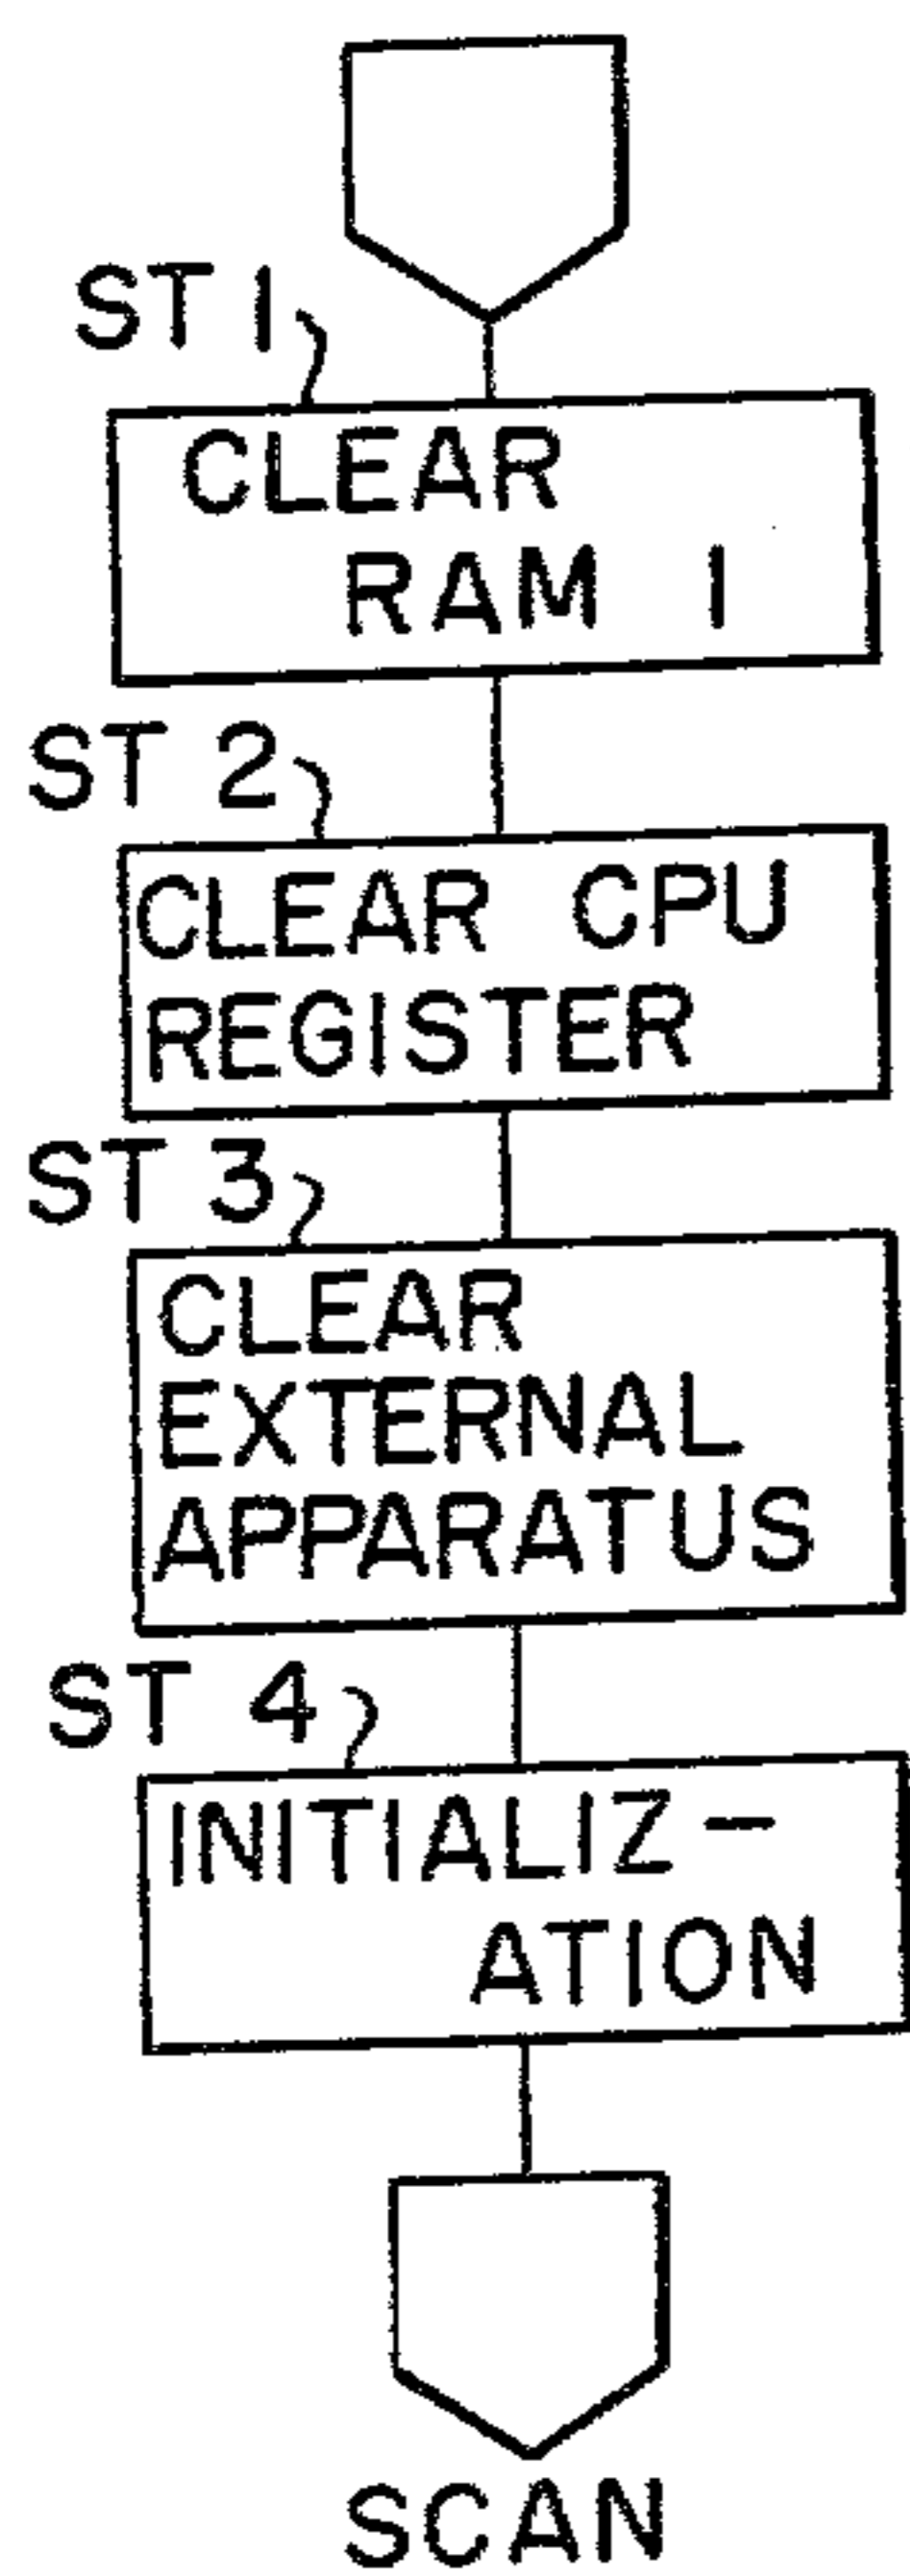 ST 1
CLEAR
RAM 1
ST 2
CLEAR CPU
REGISTER
ST 3
CLEAR
EXTERNAL
APPARATUS
ST 4
INITIALIZ-
ATION
SCAN